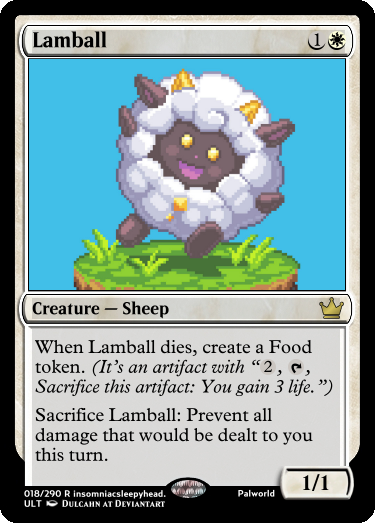 Lamball 1
Creature — Sheep
When Lamball dies, create a Food
token. (It's an artifact with “2, ,
Sacrifice this artifact: You gain 3 life.”)
Sacrifice Lamball: Prevent all
damage that would be dealt to you
this turn.
1/1
018/290 R insomniacsleepyhead. Palworld
ULT Dulcahn at Deviantart